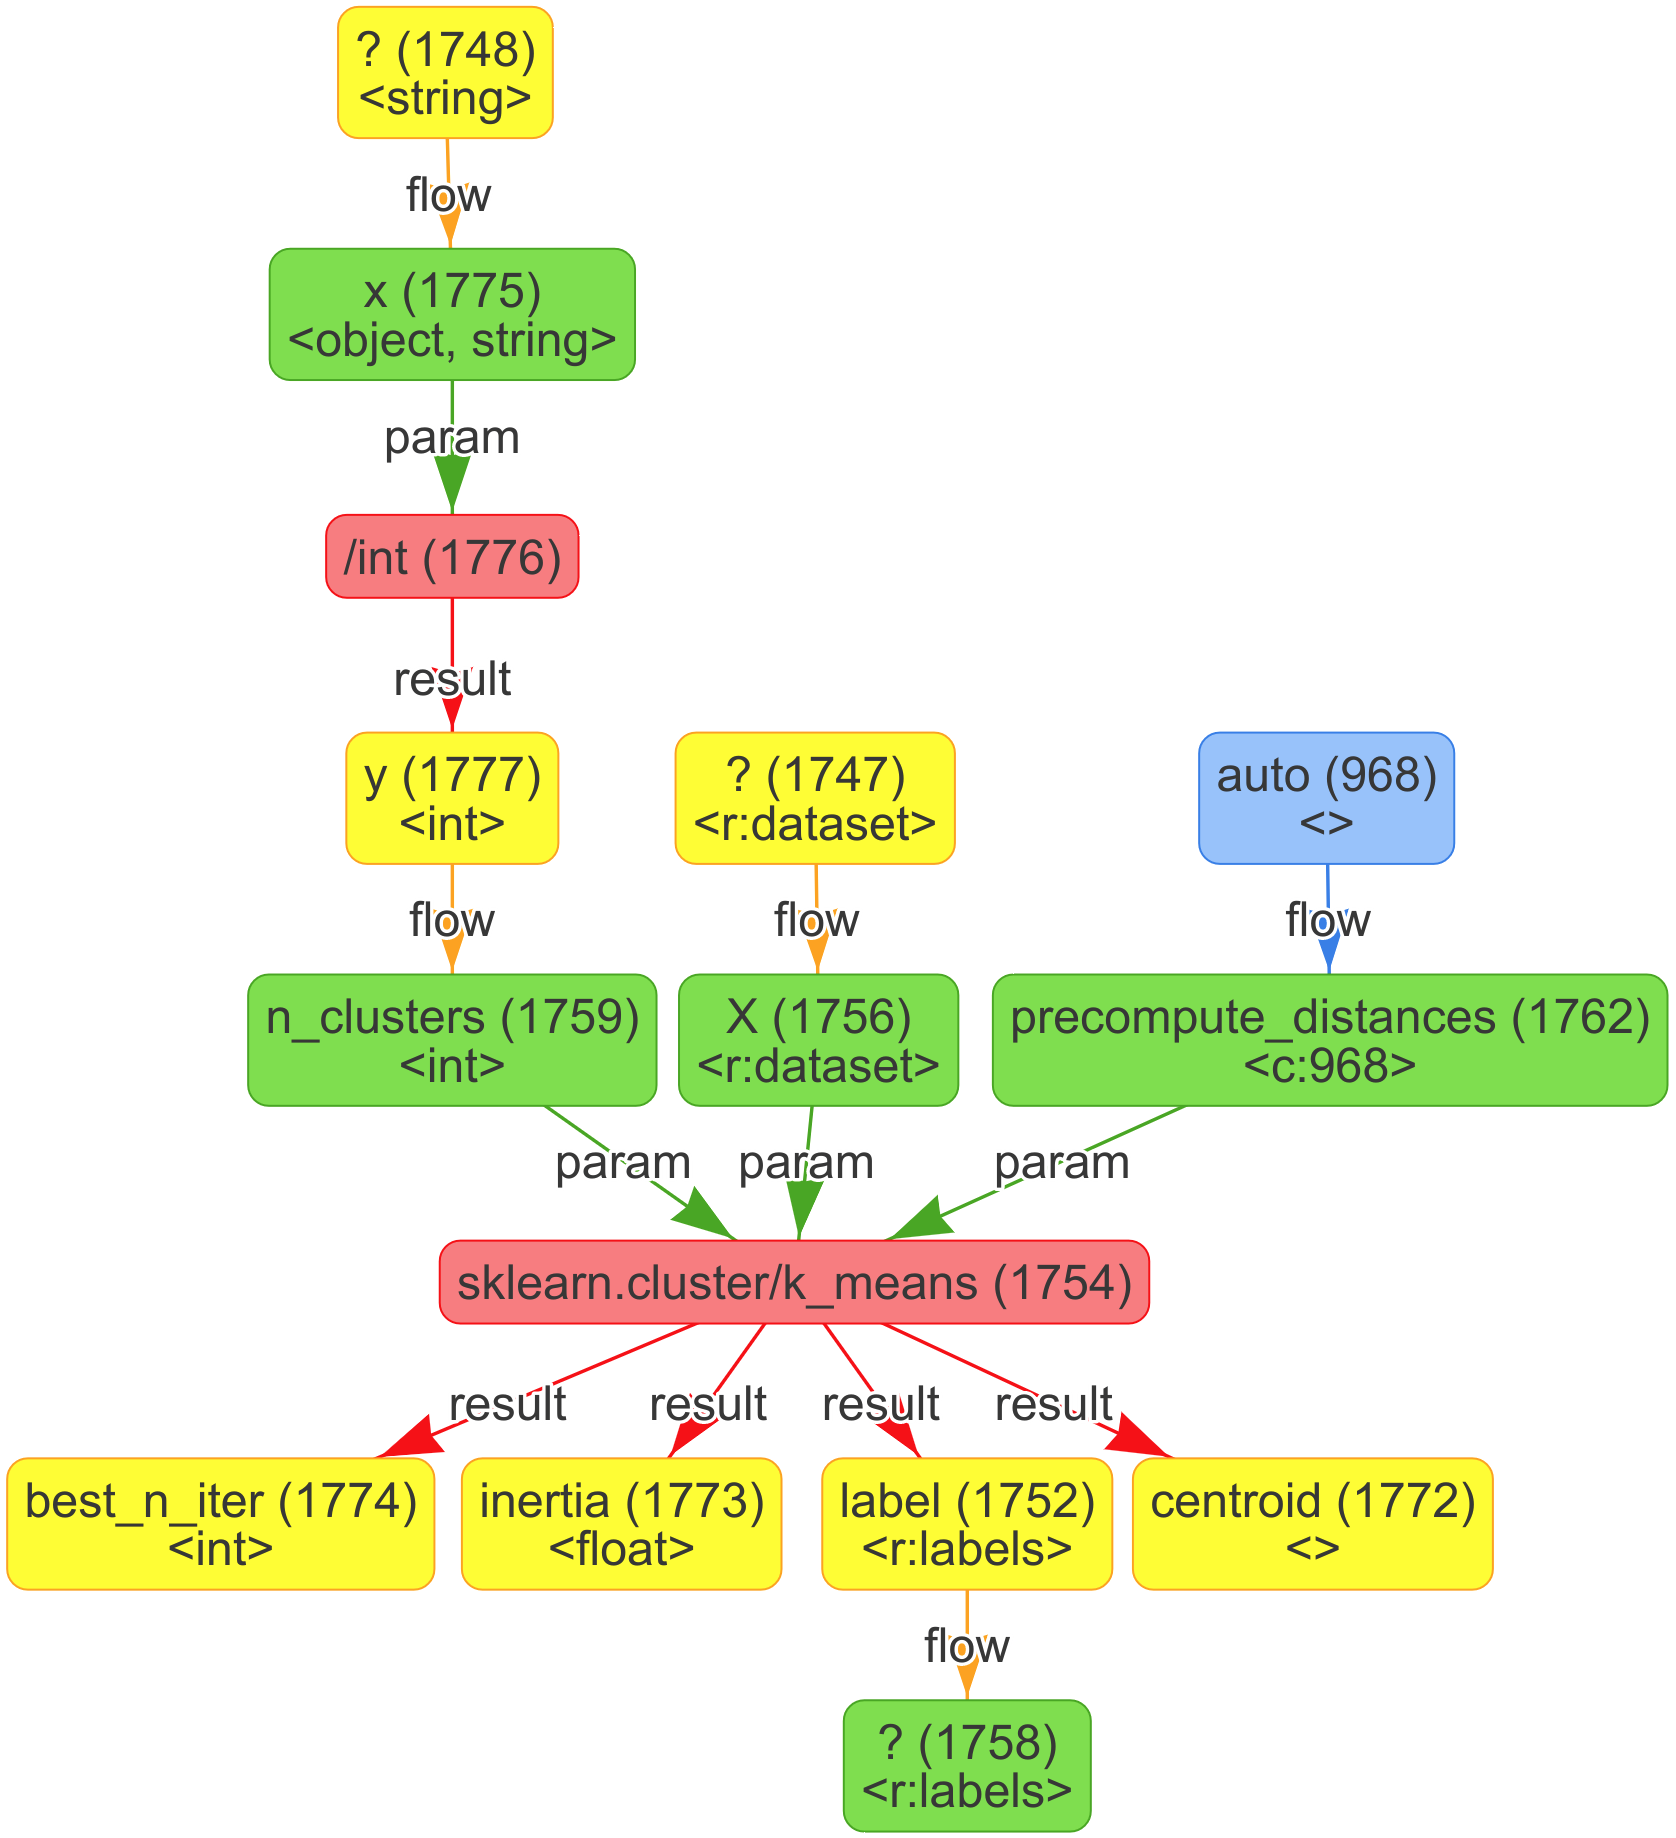 ? (1748)
<string>
flow
x (1775)
<object, string>
param
/int (1776)
result
y (1777)
<int>
? (1747)
<r:dataset>
auto (968)
<>
flow
flow
flow
n_clusters (1759)
<int>
X (1756)
<r:dataset>
precompute_distances (1762)
<c:968>
param
param
param
sklearn.cluster/k_means (1754)
result
result
result
result
best_n_iter (1774)
<int>
inertia (1773)
<float>
label (1752)
<r:labels>
centroid (1772)
<>
flow
? (1758)
<r:labels>